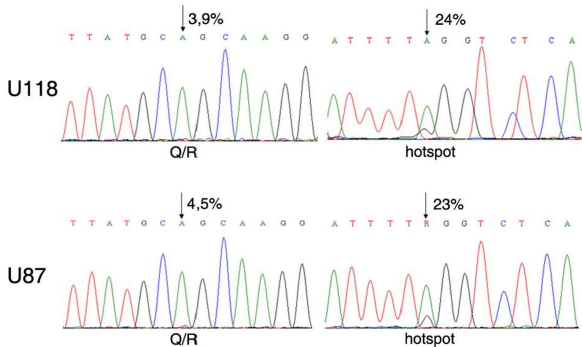 3,9%
24%
T T A T G C A G C A A G G
A T T T T A G G T C T C A
U118
Q/R
hotspot
4,5%
23%
T T A T G C A G C A A G G
A T T T T R G G T C T C A
U87
Q/R
hotspot